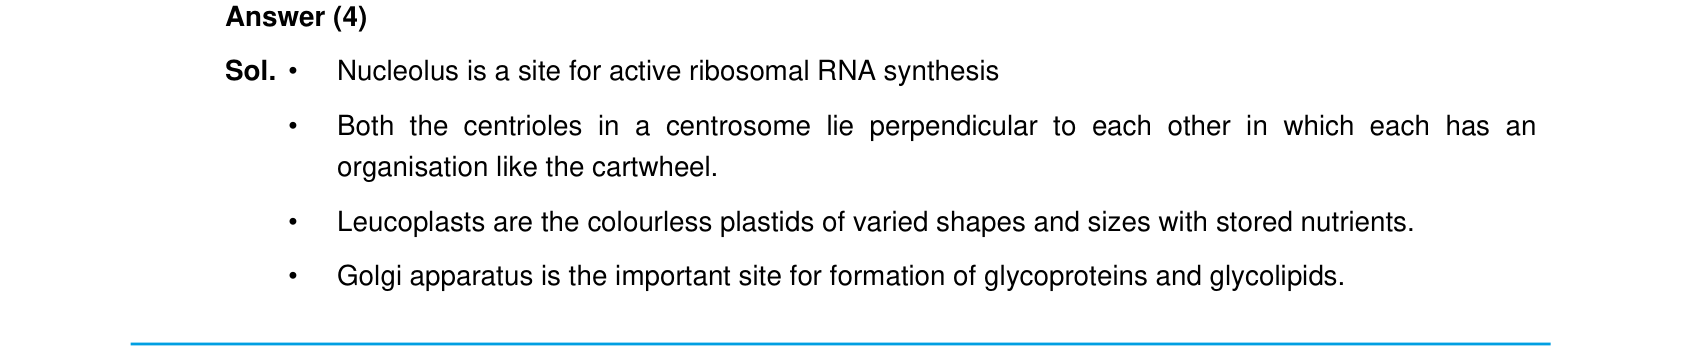 Answer (4)
Sol. • Nucleolus is a site for active ribosomal RNA synthesis
• Both the centrioles in a centrosome lie perpendicular to each other in which each has an
organisation like the cartwheel.
• Leucoplasts are the colourless plastids of varied shapes and sizes with stored nutrients.
• Golgi apparatus is the important site for formation of glycoproteins and glycolipids.